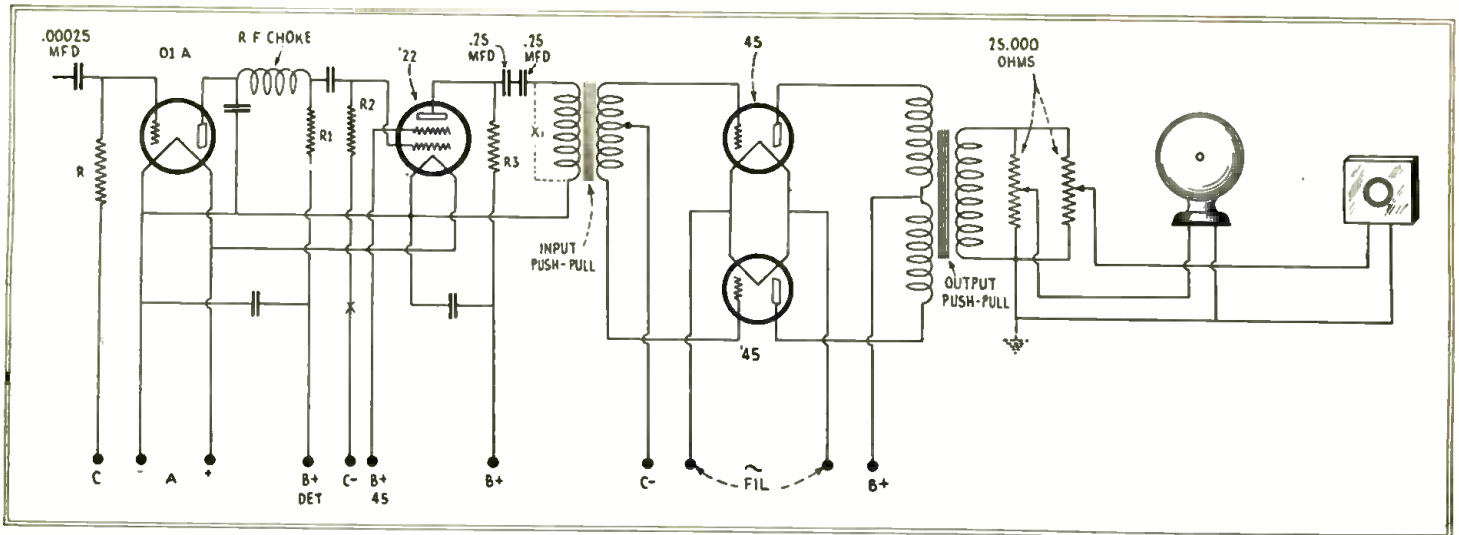 .00025
MFD
01 A
R F CHOKE
'22
.25
MFD
.25
MFD
45
25.000
OHMS
R
R1
R2
R3
X1
INPUT
PUSH-PULL
'45
OUTPUT
PUSH-PULL
C
-
A
+
B+
DET
C-
B+
45
B+
C-
~
FIL
B+